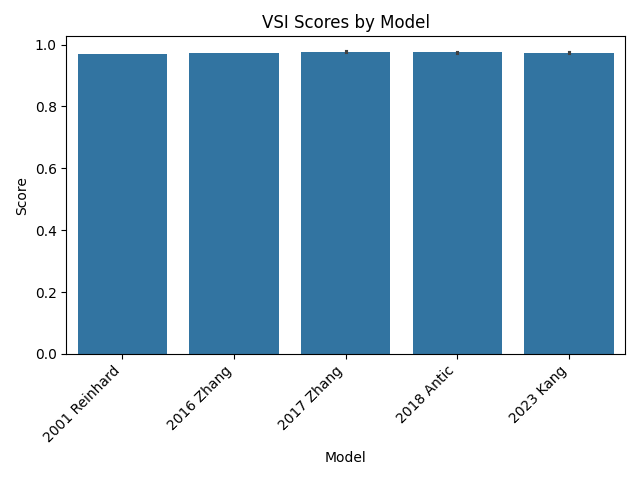 VSI Scores by Model
Score
1.0
0.8
0.6
0.4
0.2
0.0
2001 Reinhard
2016 Zhang
2017 Zhang
2018 Antic
2023 Kang
Model